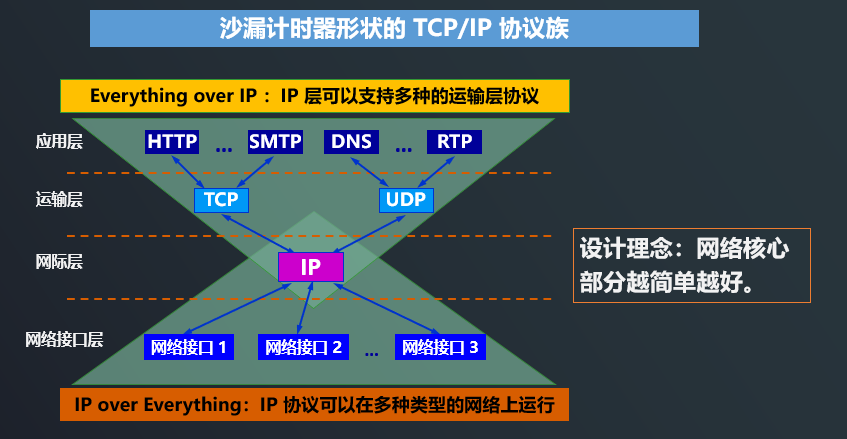 沙漏计时器形状的 TCP/IP 协议族
Everything over IP ：IP 层可以支持多种的运输层协议
应用层
HTTP ... SMTP DNS ... RTP
运输层
TCP UDP
网际层
IP
设计理念：网络核心
部分越简单越好。
网络接口层
网络接口 1 网络接口 2 ... 网络接口 3
IP over Everything：IP 协议可以在多种类型的网络上运行